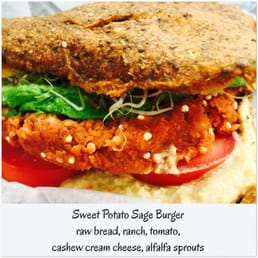 Sweet Potato Sage Burger
raw bread, ranch, tomato,
cashew cream cheese, alfalfa sprouts